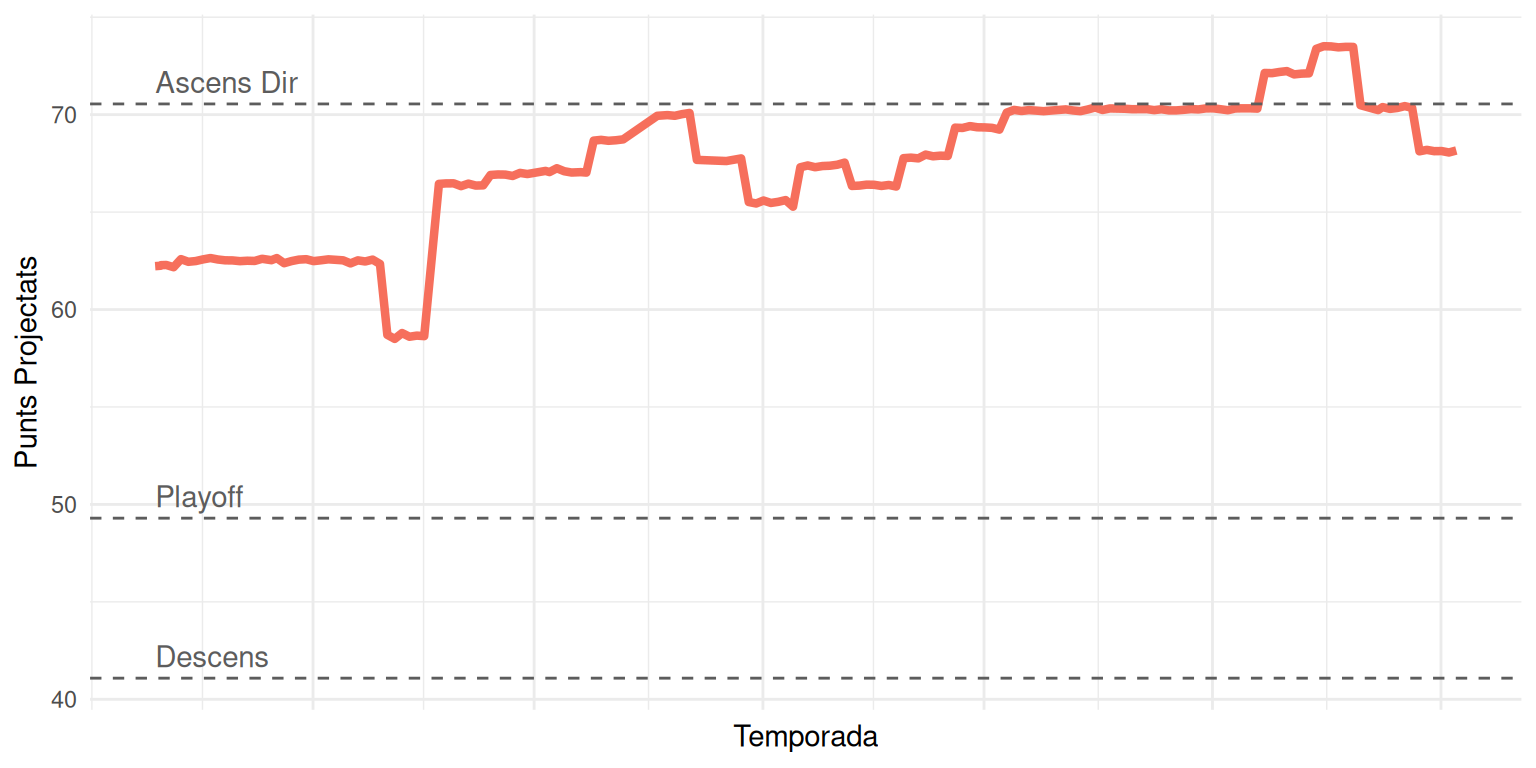 Ascens Dir
70
60
Punts Projectats
Playoff
50
Descens
40
Temporada